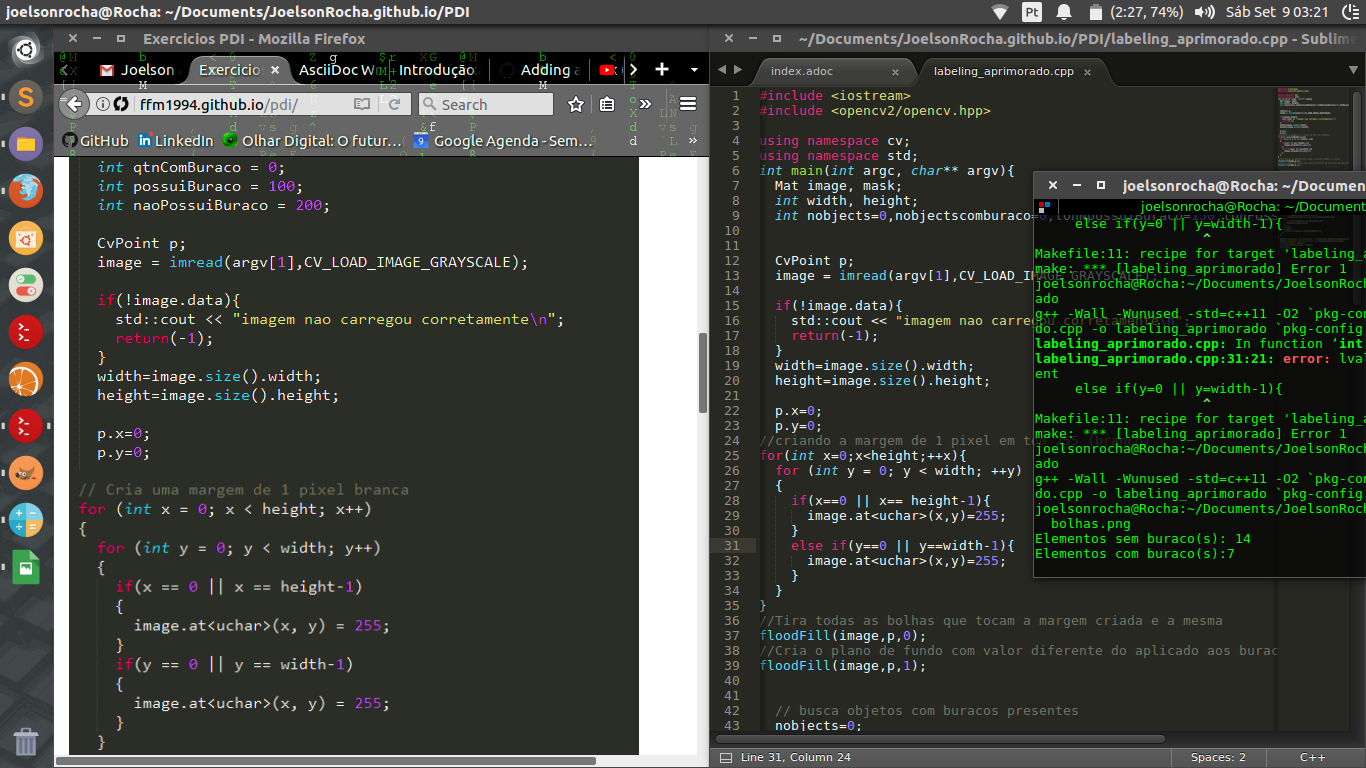 joelsonrocha@Rocha: ~/Documents/JoelsonRocha.github.io/PDI
Pt
(2:27, 74%)
Sáb Set 9 03:21
Exercicios PDI - Mozilla Firefox
Joelson
Exercicio
AsciiDoc W
Introdução
Adding a
ffm1994.github.io/pdi/
Search
GitHub
LinkedIn
Olhar Digital: O futur...
Google Agenda - Sem...
int qtnComBuraco = 0;
int possuiBuraco = 100;
int naoPossuiBuraco = 200;
CvPoint p;
image = imread(argv[1],CV_LOAD_IMAGE_GRAYSCALE);
if(!image.data){
std::cout << "imagem nao carregou corretamente\n";
return(-1);
}
width=image.size().width;
height=image.size().height;
p.x=0;
p.y=0;
// Cria uma margem de 1 pixel branca
for (int x = 0; x < height; x++)
{
for (int y = 0; y < width; y++)
{
if(x == 0 || x == height-1)
{
image.at<uchar>(x, y) = 255;
}
if(y == 0 || y == width-1)
{
image.at<uchar>(x, y) = 255;
}
}
~/Documents/JoelsonRocha.github.io/PDI/labeling_aprimorado.cpp - Sublime
index.adoc
labeling_aprimorado.cpp
1 #include <iostream>
2 #include <opencv2/opencv.hpp>
3
4 using namespace cv;
5 using namespace std;
6 int main(int argc, char** argv){
7 Mat image, mask;
8 int width, height;
9 int nobjects=0,nobjectscomburaco=0,
10
11
12 CvPoint p;
13 image = imread(argv[1],CV_LOAD_IMAGE_GRAYSCALE);
14
15 if(!image.data){
16 std::cout << "imagem nao carregou corretamente\n";
17 return(-1);
18 }
19 width=image.size().width;
20 height=image.size().height;
21
22 p.x=0;
23 p.y=0;
24 //criando a margem de 1 pixel em
25 for(int x=0;x<height;++x){
26 for (int y = 0; y < width; ++y)
27 {
28 if(x==0 || x== height-1){
29 image.at<uchar>(x,y)=255;
30 }
31 else if(y==0 || y==width-1){
32 image.at<uchar>(x,y)=255;
33 }
34 }
35 }
36 //Tira todas as bolhas que tocam a margem criada e a mesma
37 floodFill(image,p,0);
38 //Cria o plano de fundo com valor diferente do aplicado aos burac
39 floodFill(image,p,1);
40
41
42 // busca objetos com buracos presentes
43 nobjects=0;
Line 31, Column 24
Spaces: 2
C++
joelsonrocha@Rocha: ~/Documen
joelsonrocha@Rocha: ~/Document
else if(y=0 || y=width-1){
^
Makefile:11: recipe for target 'labeling_a
make: *** [labeling_aprimorado] Error 1
joelsonrocha@Rocha:~/Documents/JoelsonRoch
ado
g++ -Wall -Wunused -std=c++11 -O2 `pkg-conf
do.cpp -o labeling_aprimorado `pkg-config
labeling_aprimorado.cpp: In function ‘int
labeling_aprimorado.cpp:31:21: error: lval
ent
else if(y=0 || y=width-1){
^
Makefile:11: recipe for target 'labeling_a
make: *** [labeling_aprimorado] Error 1
joelsonrocha@Rocha:~/Documents/JoelsonRoch
ado
g++ -Wall -Wunused -std=c++11 -O2 `pkg-conf
do.cpp -o labeling_aprimorado `pkg-config
joelsonrocha@Rocha:~/Documents/JoelsonRoch
bolhas.png
Elementos sem buraco(s): 14
Elementos com buraco(s):7